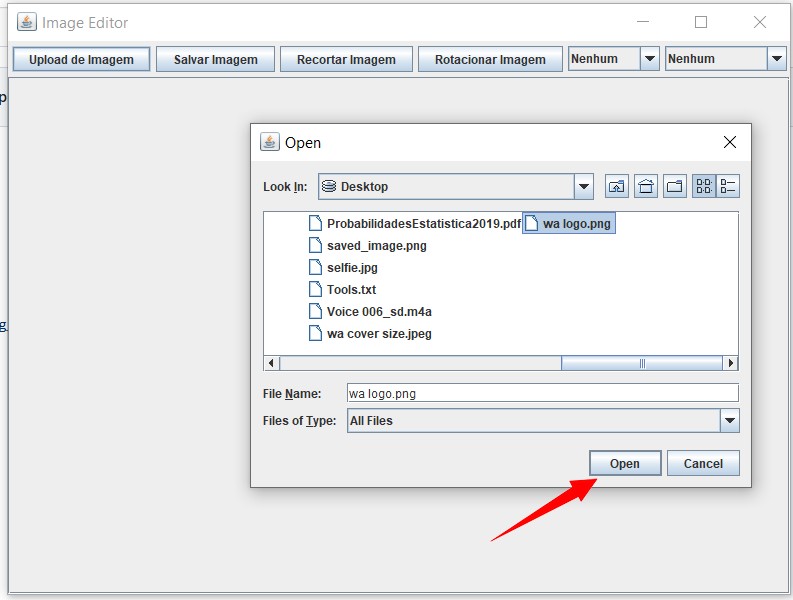 Image Editor
Upload de Imagem Salvar Imagem Recortar Imagem Rotacionar Imagem Nenhum Nenhum
p
Open
Look In: Desktop
ProbabilidadesEstatistica2019.pdf wa logo.png
saved_image.png
selfie.jpg
Tools.txt
Voice 006_sd.m4a
g
wa cover size.jpeg
File Name: wa logo.png
Files of Type: All Files
Open Cancel